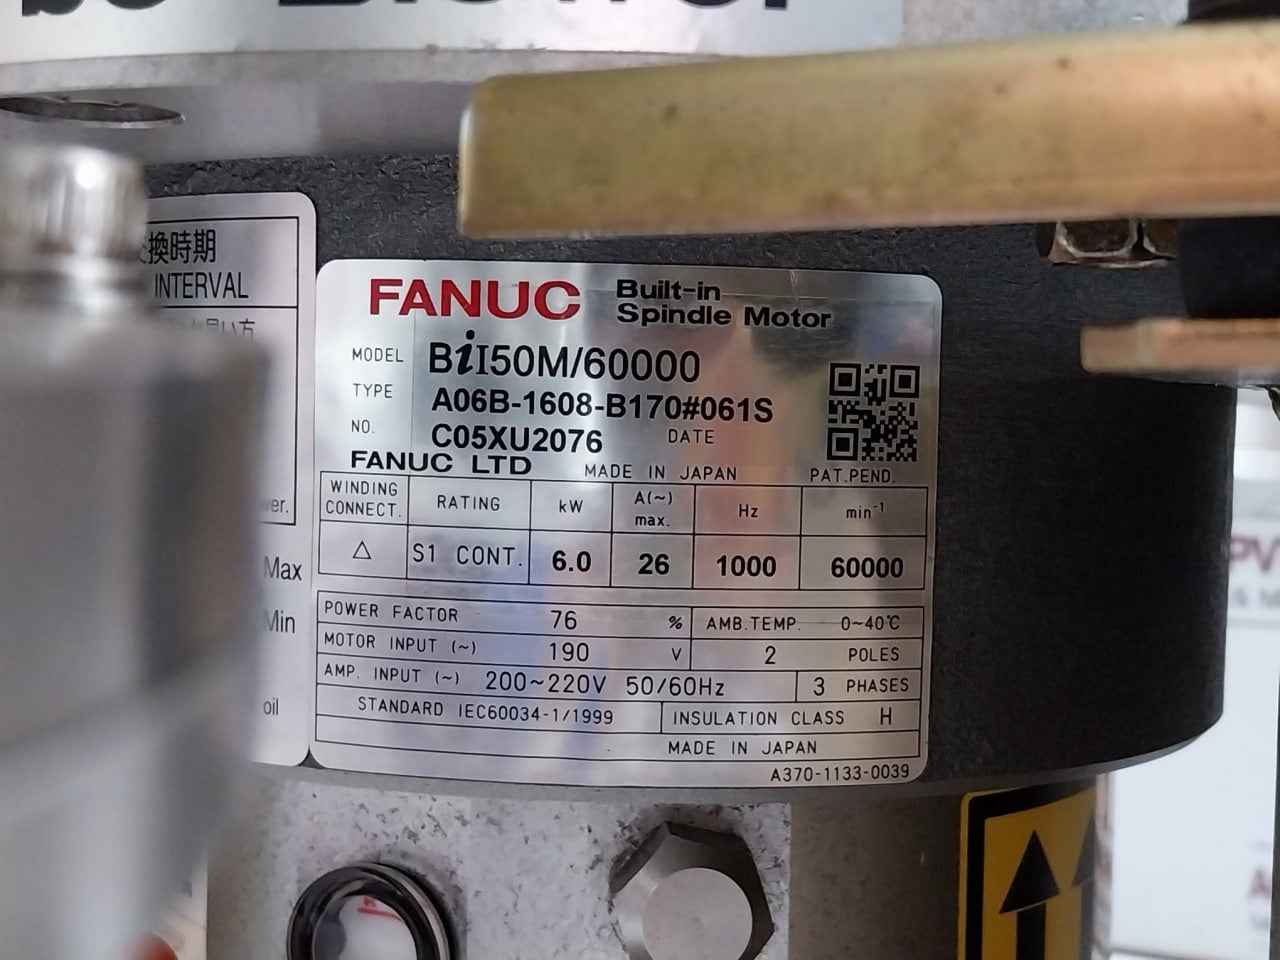 換時期
INTERVAL
er.
Max
Min
oil
FANUC Built-in
Spindle Motor
MODEL BiI50M/60000
TYPE A06B-1608-B170#061S
NO. C05XU2076 DATE
FANUC LTD MADE IN JAPAN PAT.PEND.
WINDING CONNECT. RATING kW A(~) max. Hz min-1
△ S1 CONT. 6.0 26 1000 60000
POWER FACTOR 76 % AMB.TEMP. 0~40℃
MOTOR INPUT (~) 190 V 2 POLES
AMP. INPUT (~) 200~220V 50/60Hz 3 PHASES
STANDARD IEC60034-1/1999 INSULATION CLASS H
MADE IN JAPAN
A370-1133-0039
PV